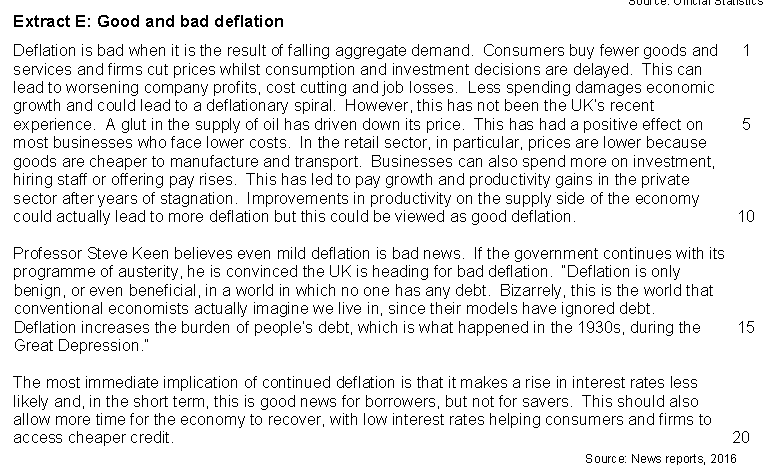 Source: Official Statistics
Extract E: Good and bad deflation
Deflation is bad when it is the result of falling aggregate demand. Consumers buy fewer goods and 1
services and firms cut prices whilst consumption and investment decisions are delayed. This can
lead to worsening company profits, cost cutting and job losses. Less spending damages economic
growth and could lead to a deflationary spiral. However, this has not been the UK's recent
experience. A glut in the supply of oil has driven down its price. This has had a positive effect on 5
most businesses who face lower costs. In the retail sector, in particular, prices are lower because
goods are cheaper to manufacture and transport. Businesses can also spend more on investment,
hiring staff or offering pay rises. This has led to pay growth and productivity gains in the private
sector after years of stagnation. Improvements in productivity on the supply side of the economy
could actually lead to more deflation but this could be viewed as good deflation. 10
Professor Steve Keen believes even mild deflation is bad news. If the government continues with its
programme of austerity, he is convinced the UK is heading for bad deflation. "Deflation is only
benign, or even beneficial, in a world in which no one has any debt. Bizarrely, this is the world that
conventional economists actually imagine we live in, since their models have ignored debt.
Deflation increases the burden of people's debt, which is what happened in the 1930s, during the 15
Great Depression."
The most immediate implication of continued deflation is that it makes a rise in interest rates less
likely and, in the short term, this is good news for borrowers, but not for savers. This should also
allow more time for the economy to recover, with low interest rates helping consumers and firms to
access cheaper credit. 20
Source: News reports, 2016